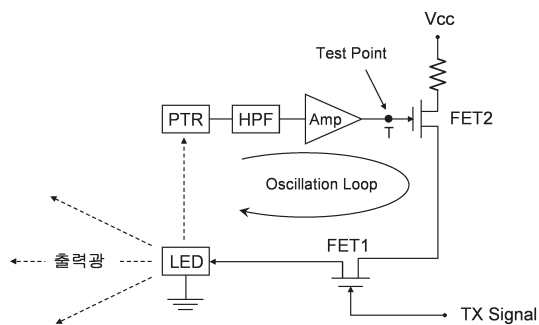 Vcc
Test Point
PTR
HPF
Amp
T
FET2
Oscillation Loop
FET1
출력광
LED
TX Signal